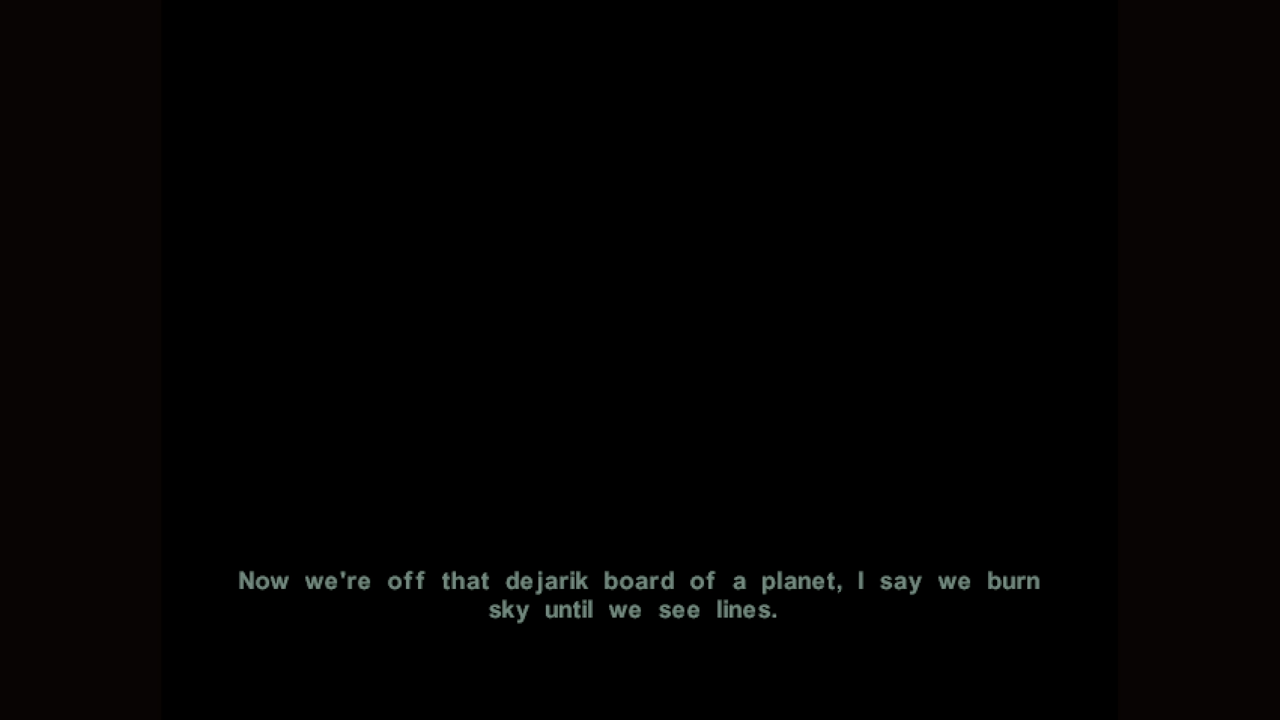 Now we're off that dejarik board of a planet, I say we burn
sky until we see lines.